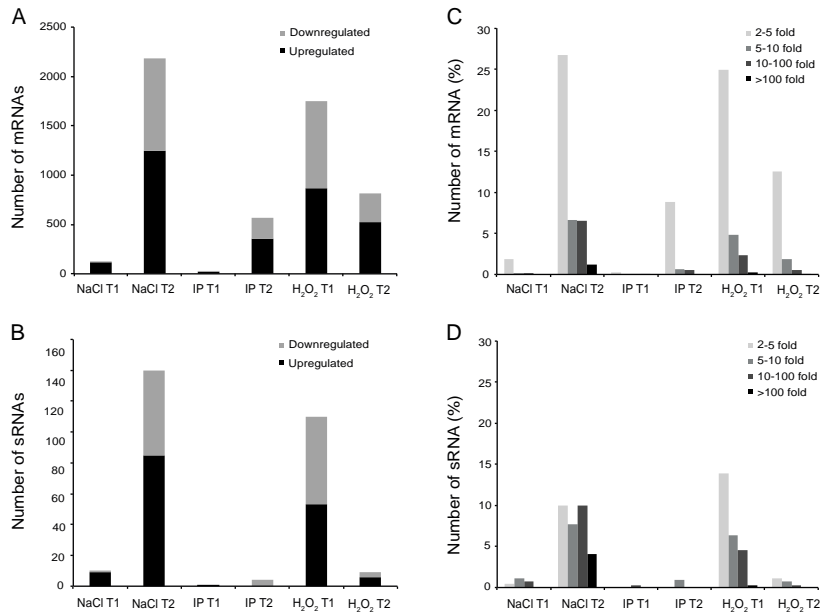 A
Number of mRNAs
2500
2000
1500
1000
500
0
Downregulated
Upregulated
NaCl T1
NaCl T2
IP T1
IP T2
H₂O₂ T1
H₂O₂ T2
C
Number of mRNA (%)
30
25
20
15
10
5
0
2-5 fold
5-10 fold
10-100 fold
>100 fold
NaCl T1
NaCl T2
IP T1
IP T2
H₂O₂ T1
H₂O₂ T2
B
Number of sRNAs
160
140
120
100
80
60
40
20
0
Downregulated
Upregulated
NaCl T1
NaCl T2
IP T1
IP T2
H₂O₂ T1
H₂O₂ T2
D
Number of sRNA (%)
30
25
20
15
10
5
0
2-5 fold
5-10 fold
10-100 fold
>100 fold
NaCl T1
NaCl T2
IP T1
IP T2
H₂O₂ T1
H₂O₂ T2